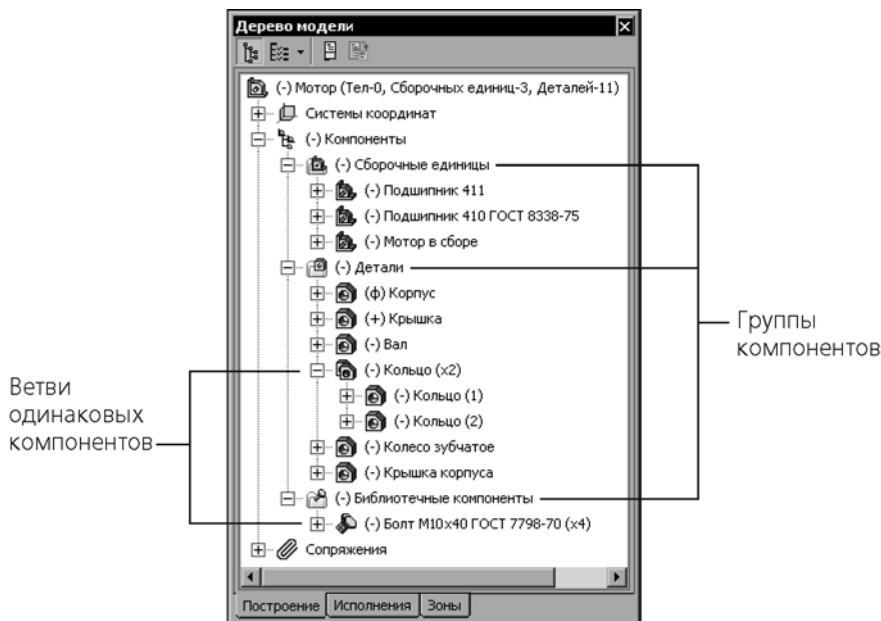 Дерево модели
(-) Мотор (Тел-0, Сборочных единиц-3, Деталей-11)
Системы координат
(-) Компоненты
(-) Сборочные единицы
(-) Подшипник 411
(-) Подшипник 410 ГОСТ 8338-75
(-) Мотор в сборе
(-) Детали
(ф) Корпус
(+) Крышка
(-) Вал
(-) Кольцо (x2)
(-) Кольцо (1)
(-) Кольцо (2)
(-) Колесо зубчатое
(-) Крышка корпуса
(-) Библиотечные компоненты
(-) Болт М10х40 ГОСТ 7798-70 (x4)
Сопряжения
Построение Исполнения Зоны
Группы
компонентов
Ветви
одинаковых
компонентов